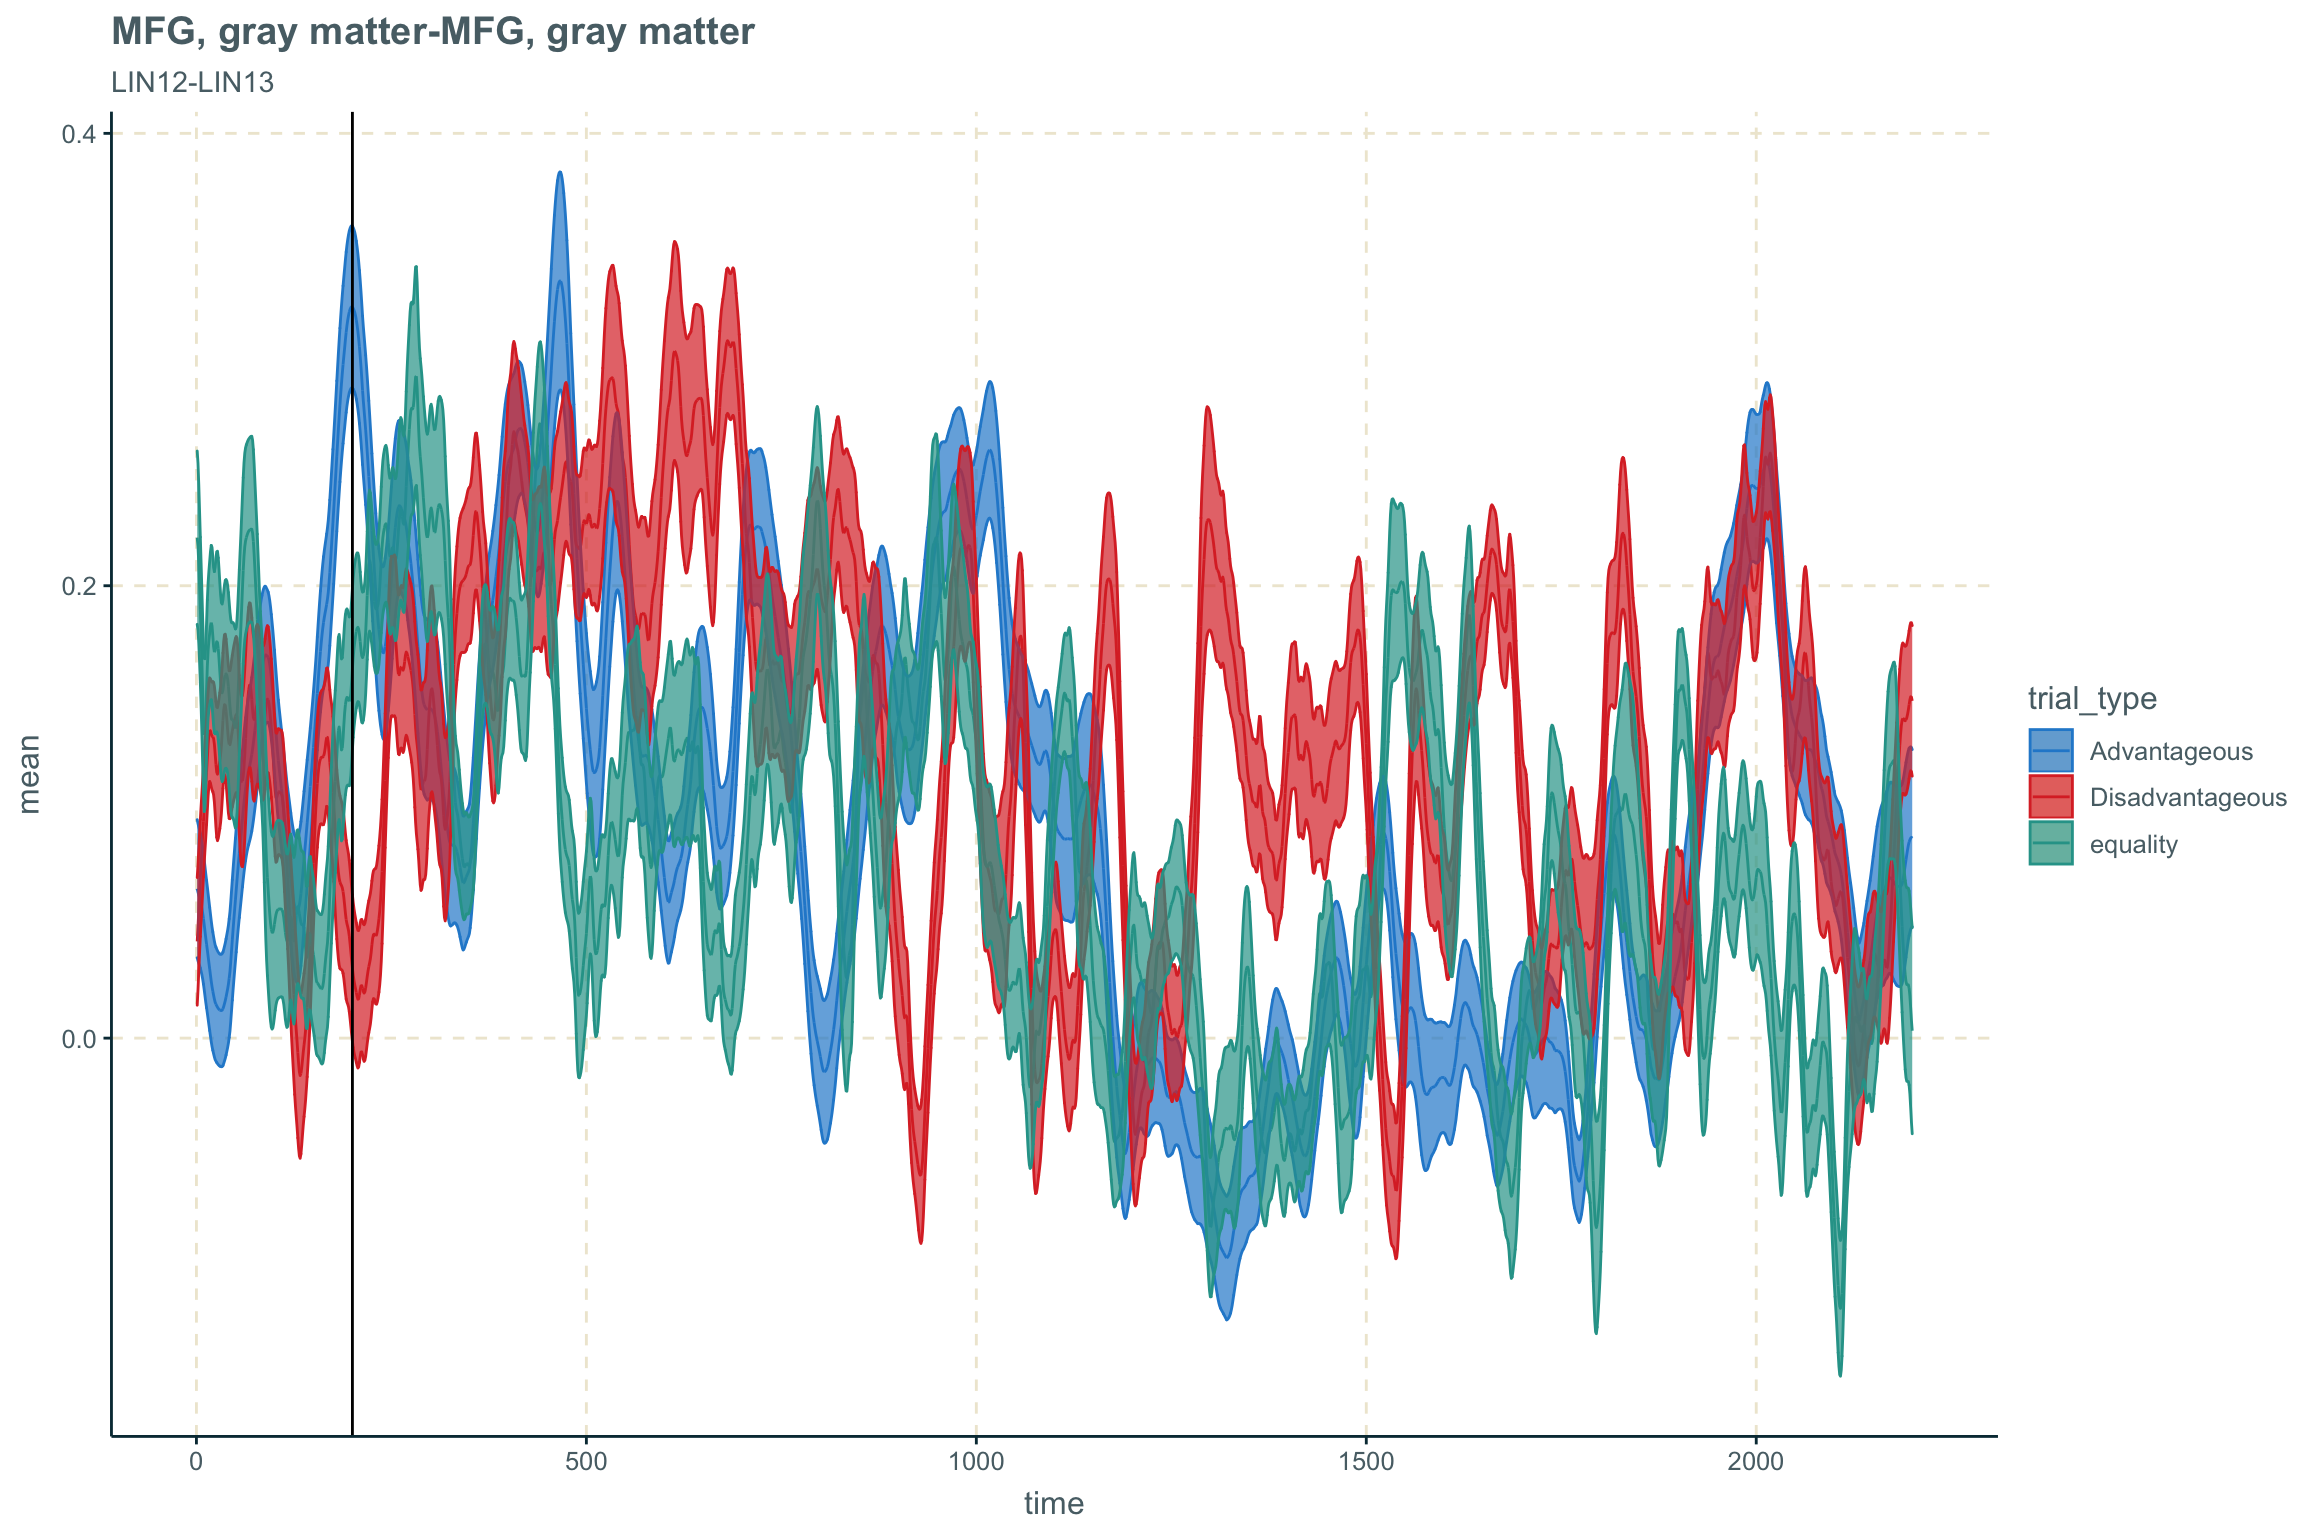 MFG, gray matter-MFG, gray matter
LIN12-LIN13
0.4
0.2
0.0
mean
0
500
1000
1500
2000
time
trial_type
Advantageous
Disadvantageous
equality